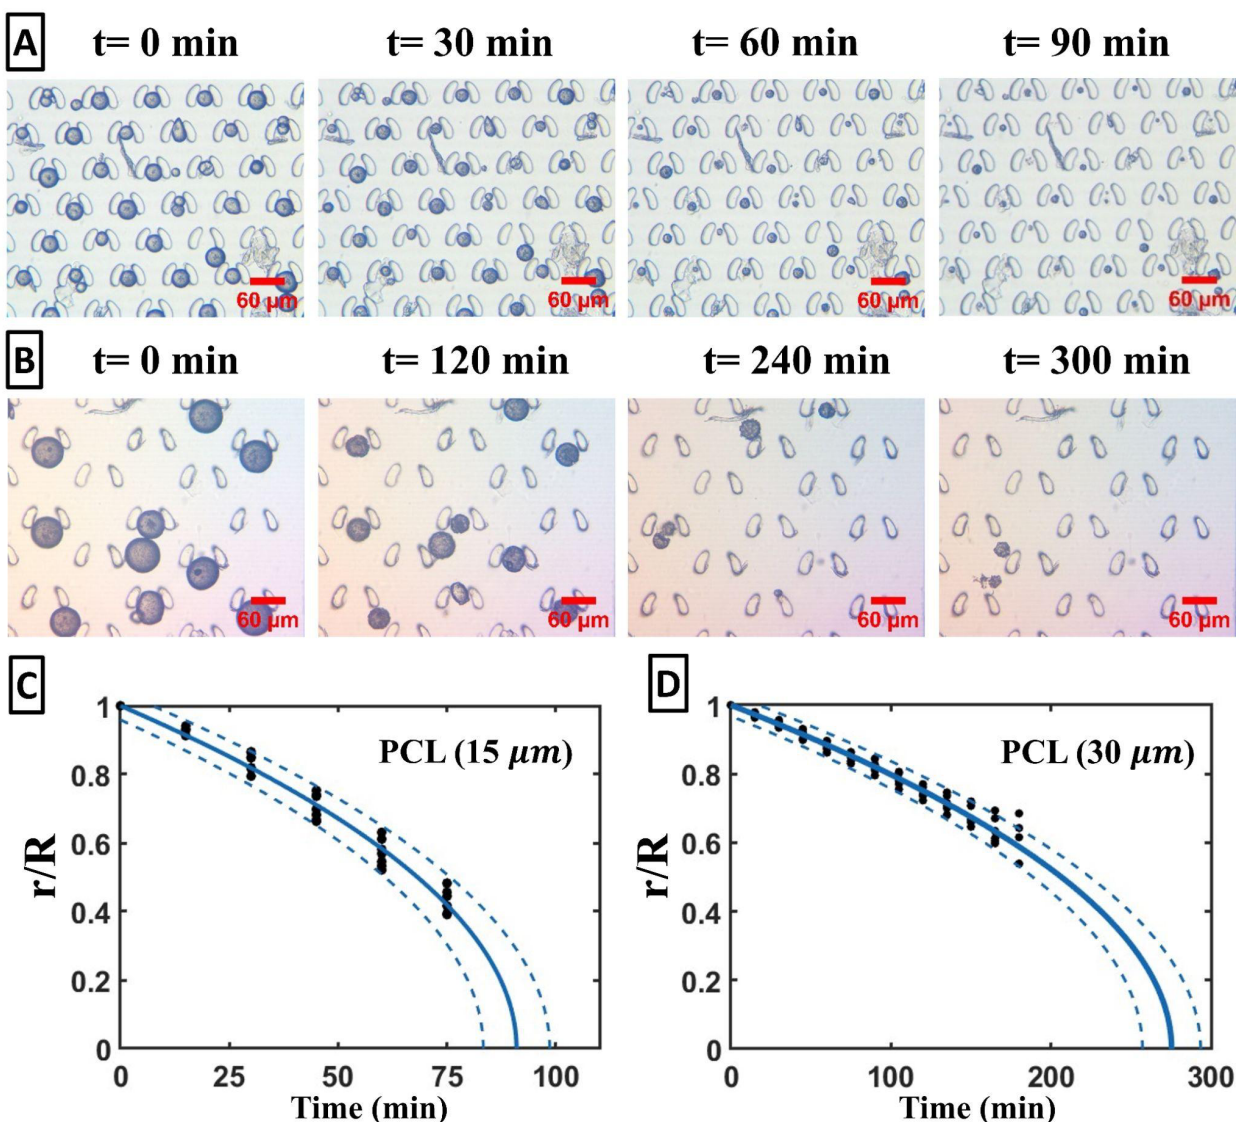 A t= 0 min t= 30 min t= 60 min t= 90 min
60 µm 60 µm 60 µm 60 µm
B t= 0 min t= 120 min t= 240 min t= 300 min
60 µm 60 µm 60 µm 60 µm
C
PCL (15 µm)
r/R
1
0.8
0.6
0.4
0.2
0
0 25 50 75 100
Time (min)
D
PCL (30 µm)
r/R
1
0.8
0.6
0.4
0.2
0
0 100 200 300
Time (min)